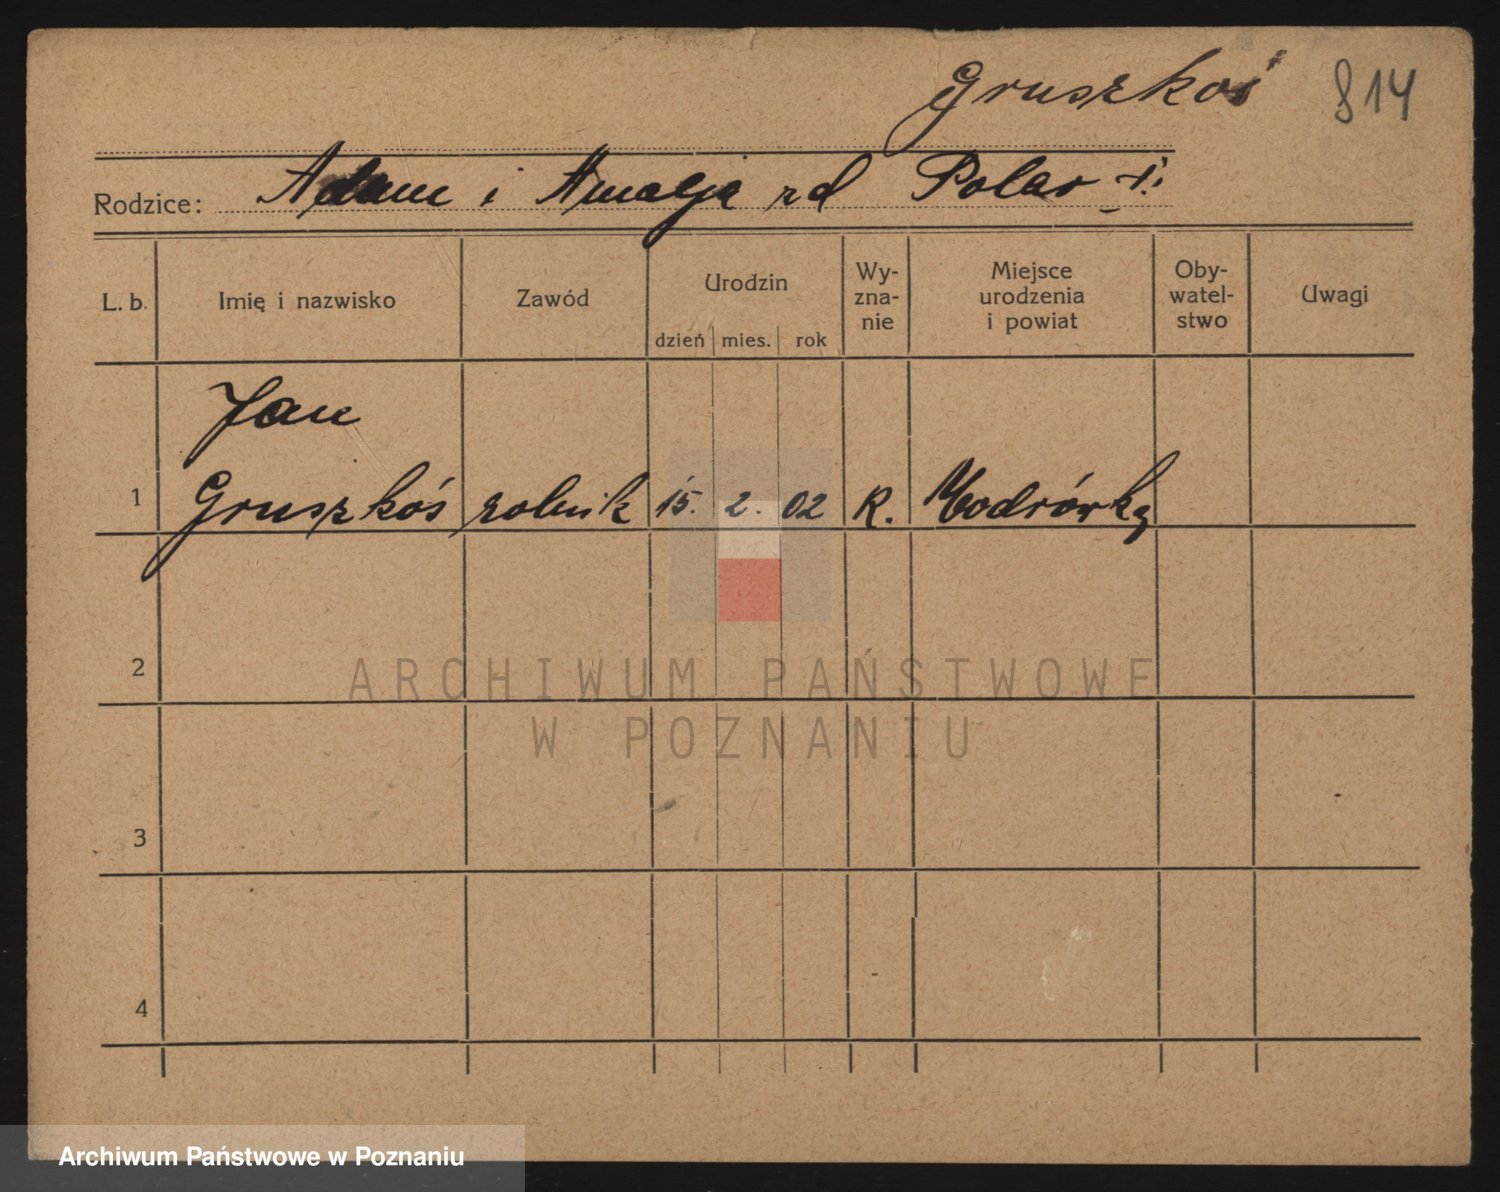 Gruszkoś 814
Rodzice: Adam i Amalja rd Polar
L. b. Imię i nazwisko Zawód Urodzin dzień mies. rok Wy-zna-nie Miejsce urodzenia i powiat Oby-watel-stwo Uwagi
Jan
1 Gruszkoś rolnik 15. 2. 02 R. Modrówka
2
ARCHIWUM PAŃSTWOWE
W POZNANIU
3
4
Archiwum Państwowe w Poznaniu